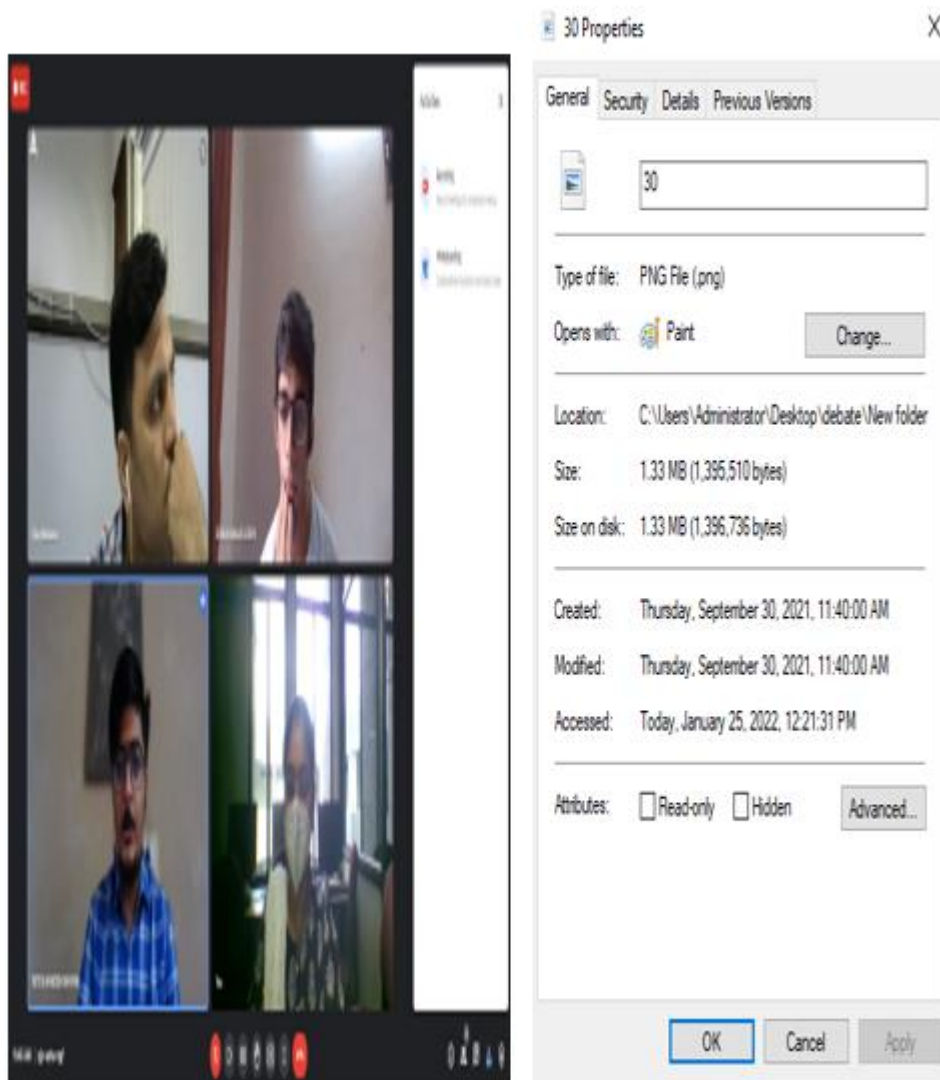 30 Properties
General Security Details Previous Versions
30
Type of file: PNG File (.png)
Opens with: Paint Change...
Location: C:\Users\Administrator\Desktop\debate\New folder
Size: 1.33 MB (1,395,510 bytes)
Size on disk: 1.33 MB (1,396,736 bytes)
Created: Thursday, September 30, 2021, 11:40:00 AM
Modified: Thursday, September 30, 2021, 11:40:00 AM
Accessed: Today, January 25, 2022, 12:21:31 PM
Attributes: Read-only Hidden Advanced...
OK Cancel Apply